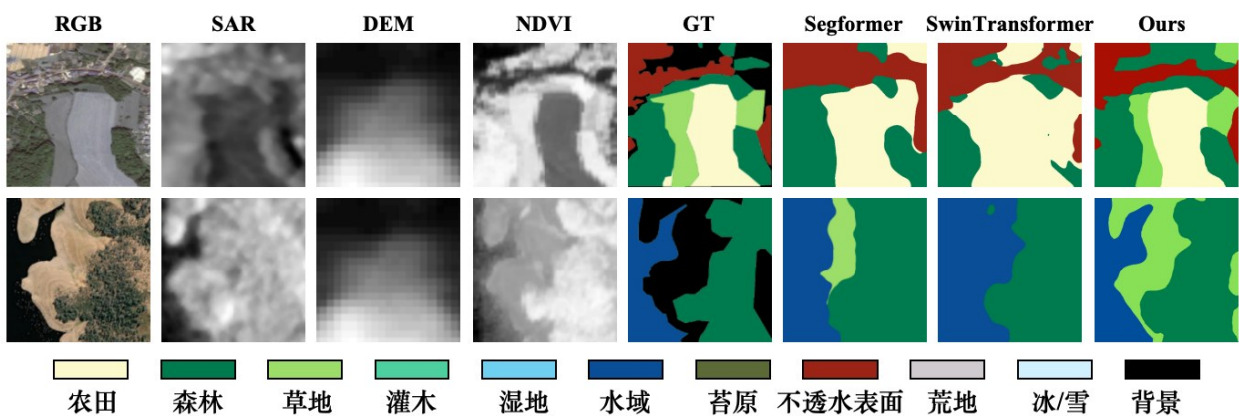 RGB SAR DEM NDVI GT Segformer SwinTransformer Ours
农田 森林 草地 灌木 湿地 水域 苔原 不透水表面 荒地 冰/雪 背景